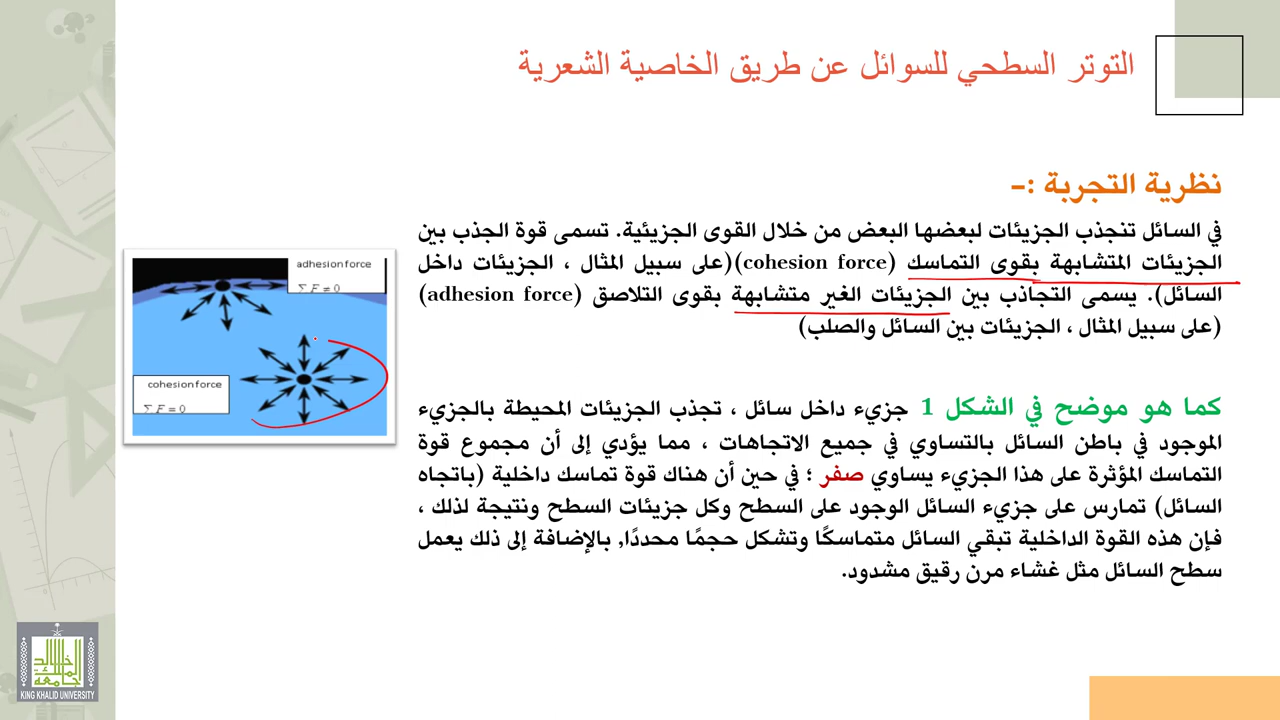 التوتر السطحي للسوائل عن طريق الخاصية الشعرية
نظرية التجربة :-
في السائل تنجذب الجزيئات لبعضها البعض من خلال القوى الجزيئية. تسمى قوة الجذب بين
الجزيئات المتشابهة بقوى التماسك (cohesion force)(على سبيل المثال ، الجزيئات داخل
السائل). يسمى التجاذب بين الجزيئات الغير متشابهة بقوى التلاصق (adhesion force)
(على سبيل المثال ، الجزيئات بين السائل والصلب)
adhesion force
∑ F ≠ 0
cohesion force
∑ F = 0
كما هو موضح في الشكل 1 جزيء داخل سائل ، تجذب الجزيئات المحيطة بالجزيء
الموجود في باطن السائل بالتساوي في جميع الاتجاهات ، مما يؤدي إلى أن مجموع قوة
التماسك المؤثرة على هذا الجزيء يساوي صفر ؛ في حين أن هناك قوة تماسك داخلية (باتجاه
السائل) تمارس على جزيء السائل الوجود على السطح وكل جزيئات السطح ونتيجة لذلك ،
فإن هذه القوة الداخلية تبقي السائل متماسكًا وتشكل حجمًا محددًا, بالإضافة إلى ذلك يعمل
سطح السائل مثل غشاء مرن رقيق مشدود.
جامعة الملك خالد
KING KHALID UNIVERSITY